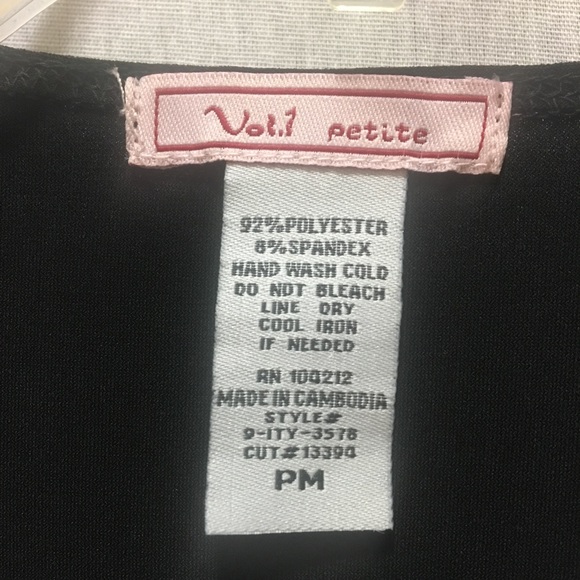 Vol.1 petite
92%POLYESTER
8%SPANDEX
HAND WASH COLD
DO NOT BLEACH
LINE DRY
COOL IRON
IF NEEDED
RN 104212
MADE IN CAMBODIA
STYLE#
9-ITY-3578
CUT#13394
PM